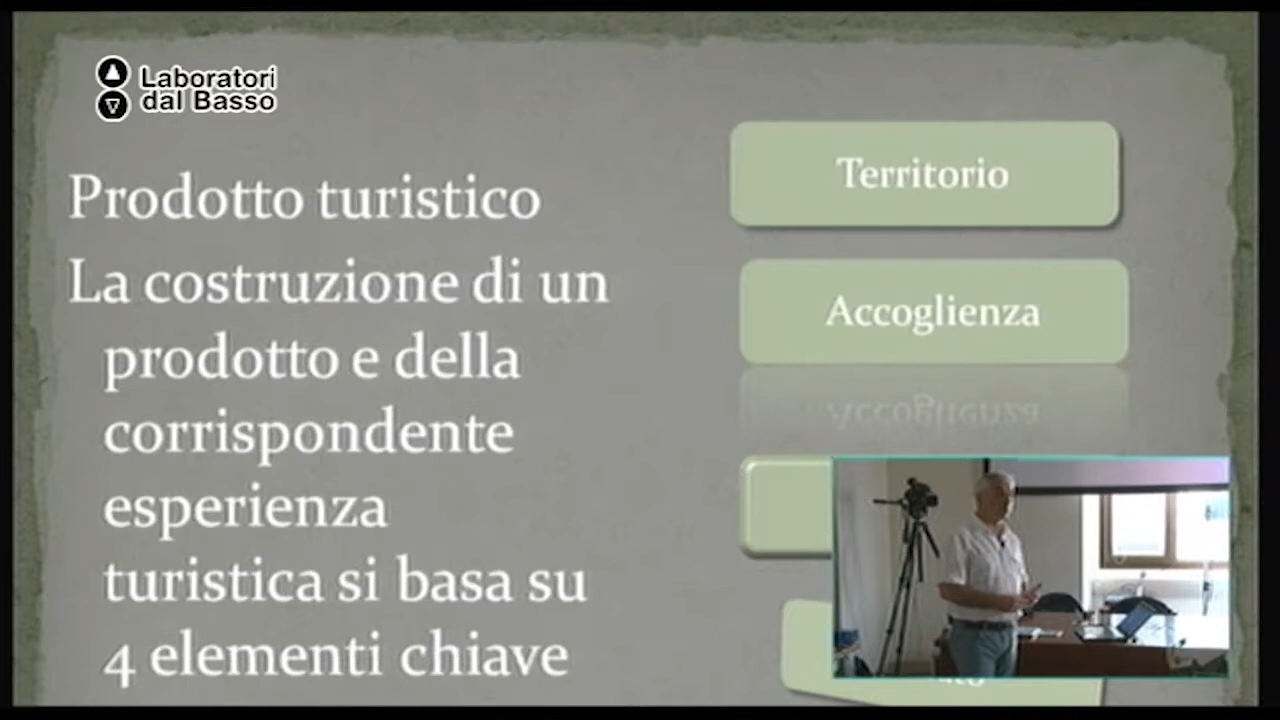 Laboratori
dal Basso
Prodotto turistico
La costruzione di un
prodotto e della
corrispondente
esperienza
turistica si basa su
4 elementi chiave
Territorio
Accoglienza